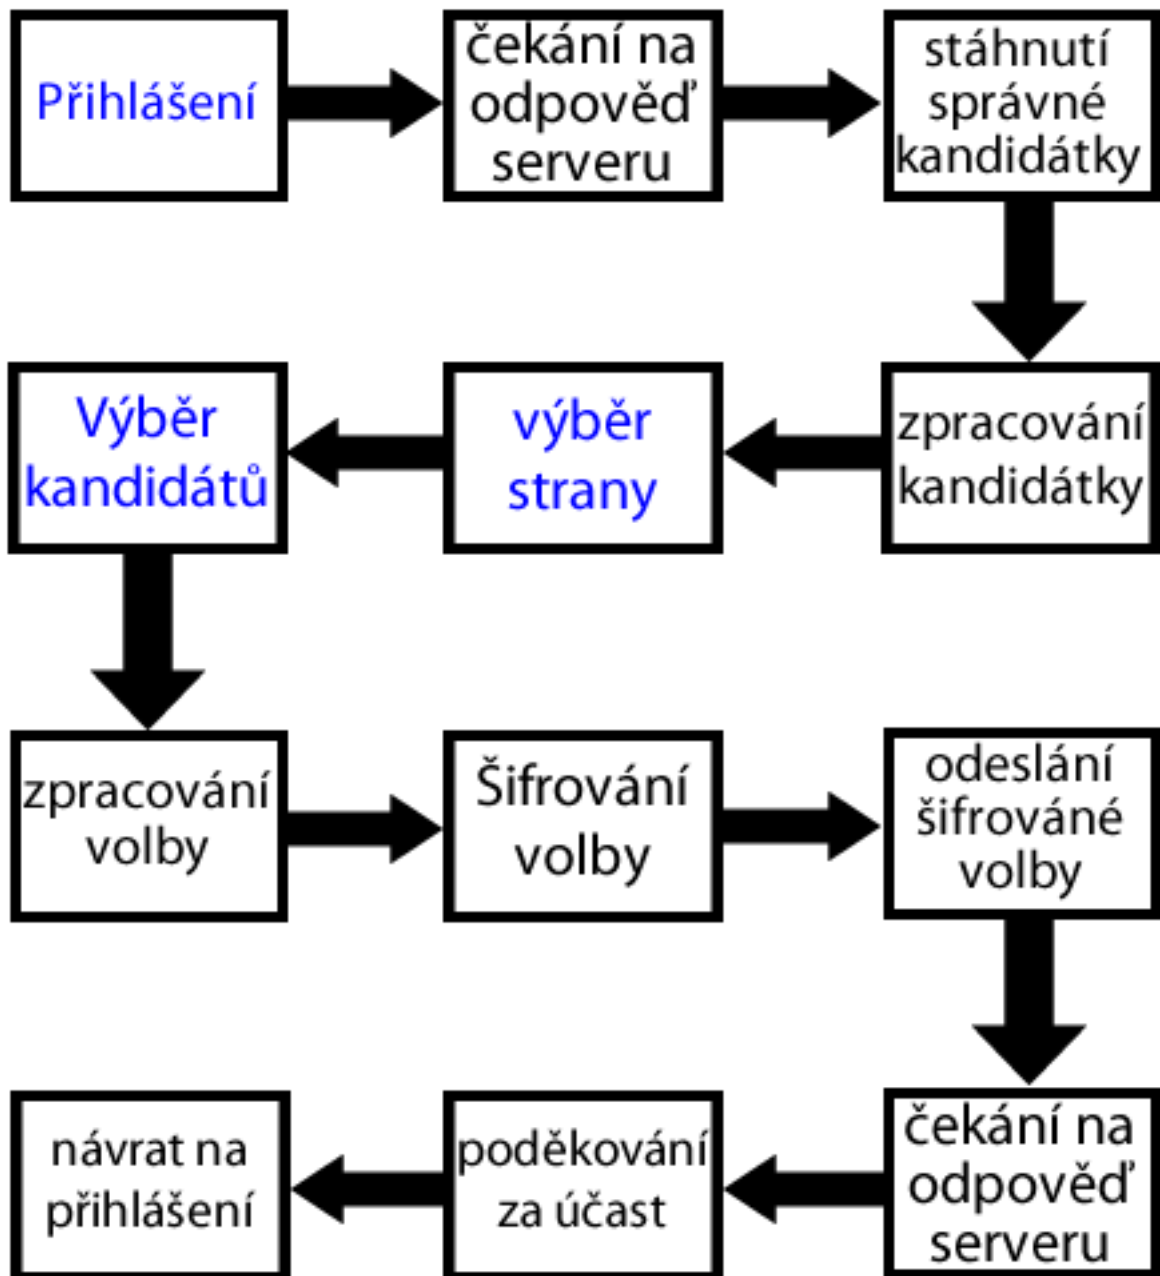 Přihlášení
čekání na
odpověď
serveru
stáhnutí
správné
kandidátky
zpracování
kandidátky
výběr
strany
Výběr
kandidátů
zpracování
volby
Šifrování
volby
odeslání
šifrováné
volby
čekání na
odpověď
serveru
poděkování
za účast
návrat na
přihlášení